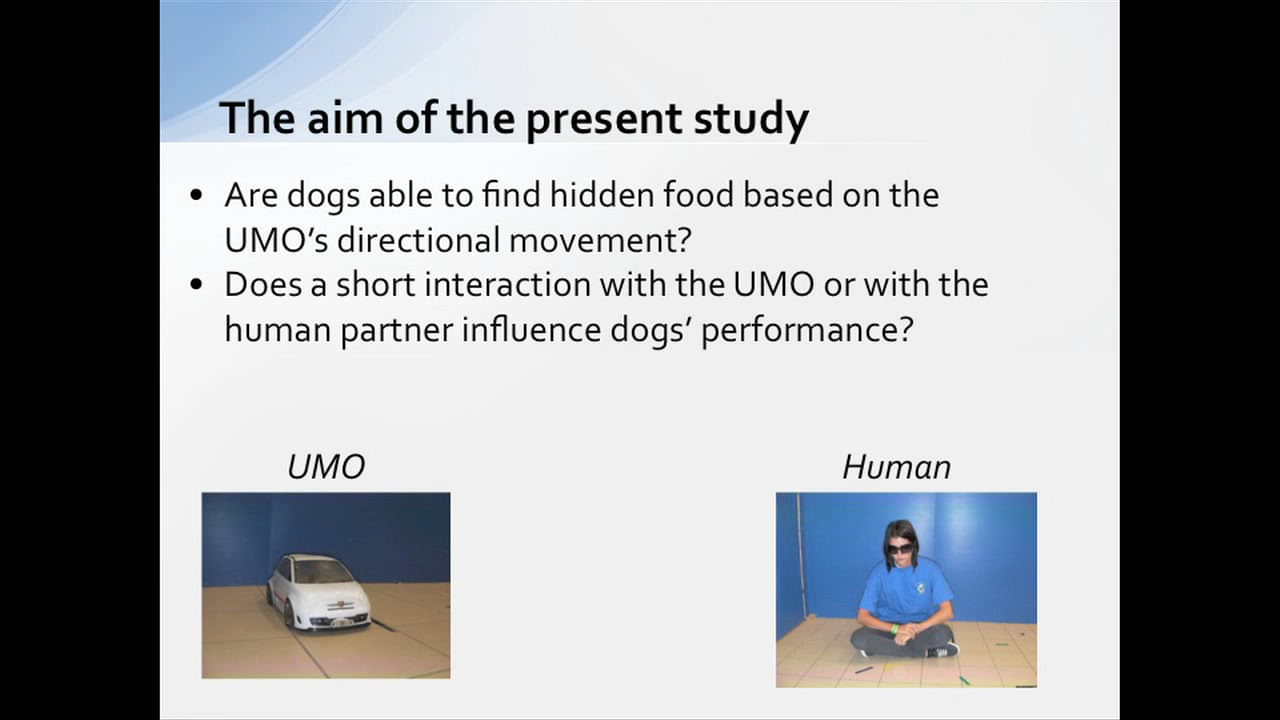 The aim of the present study
• Are dogs able to find hidden food based on the
UMO’s directional movement?
• Does a short interaction with the UMO or with the
human partner influence dogs’ performance?
UMO
Human